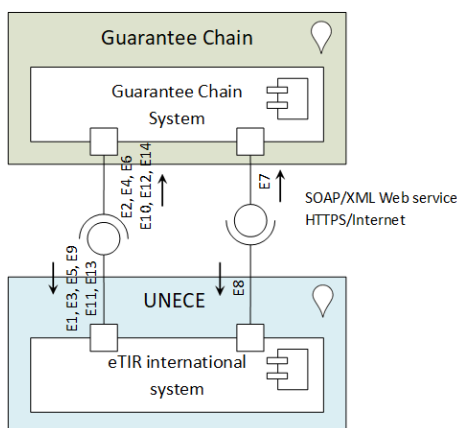 Guarantee Chain
Guarantee Chain
System
E2, E4, E6
E10, E12, E14
E7
SOAP/XML Web service
HTTPS/Internet
E1, E3, E5, E9
E11, E13
E8
UNECE
eTIR international
system